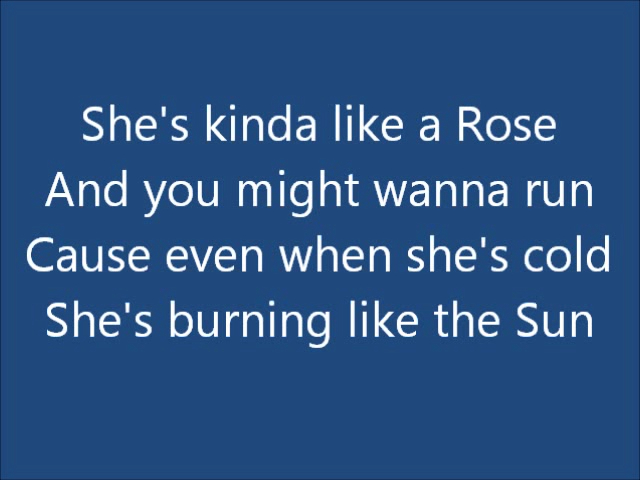 She's kinda like a Rose
And you might wanna run
Cause even when she's cold
She's burning like the Sun